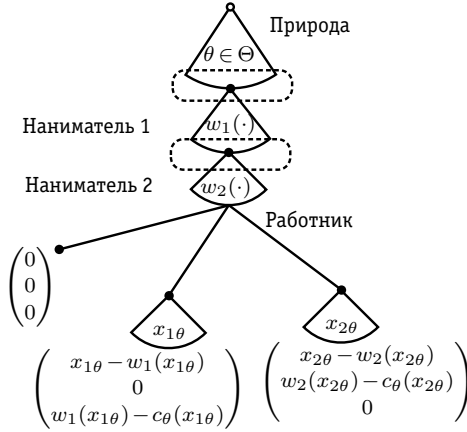 Природа
θ ∈ Θ
Наниматель 1
w₁(·)
Наниматель 2
w₂(·)
Работник
0
0
0
x₁θ
x₁θ − w₁(x₁θ)
0
w₁(x₁θ) − cθ(x₁θ)
x₂θ
x₂θ − w₂(x₂θ)
w₂(x₂θ) − cθ(x₂θ)
0